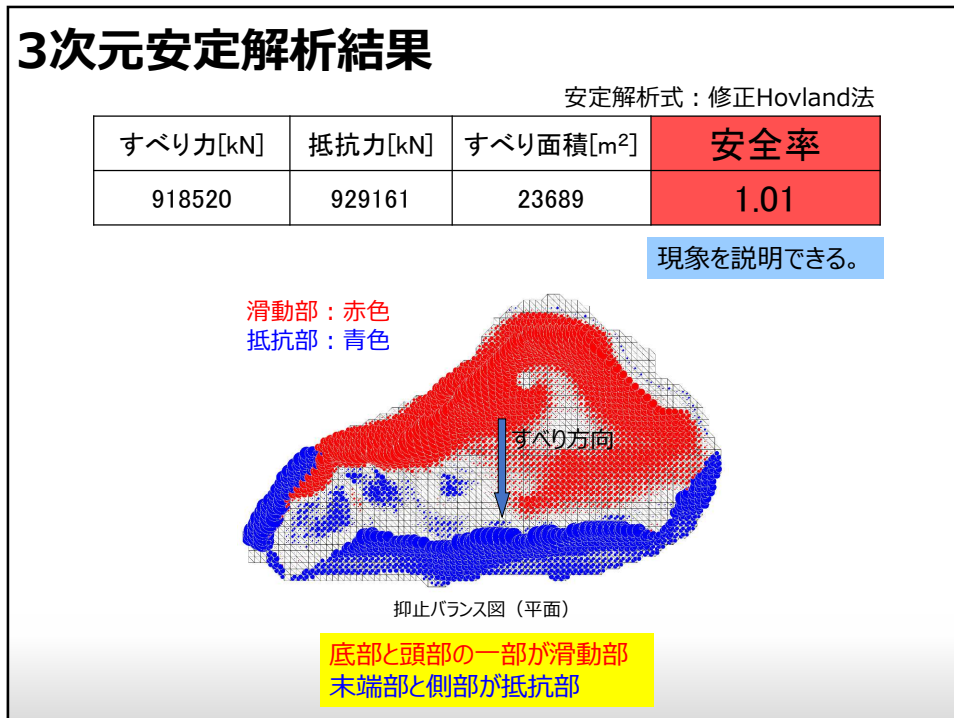 3次元安定解析結果
安定解析式：修正Hovland法
すべり力[kN] 抵抗力[kN] すべり面積[m²] 安全率
918520 929161 23689 1.01
現象を説明できる。
滑動部：赤色
抵抗部：青色
すべり方向
抑止バランス図（平面）
底部と頭部の一部が滑動部
末端部と側部が抵抗部